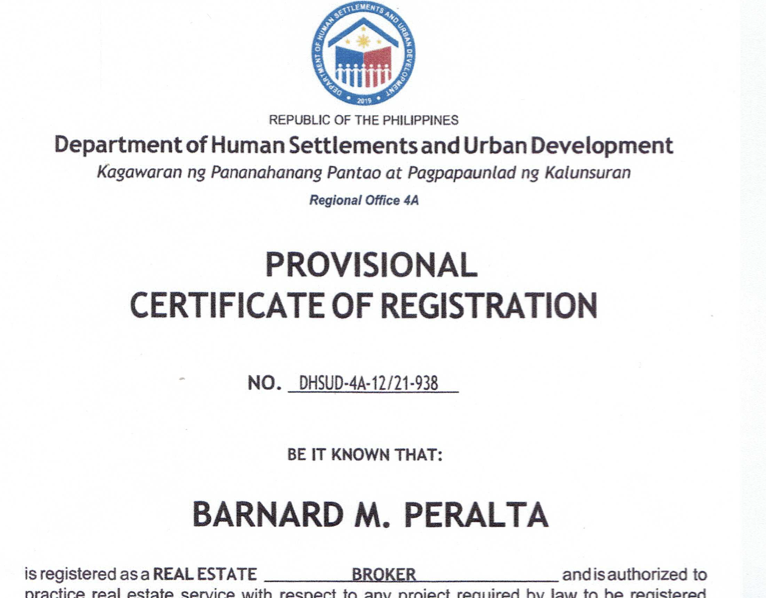 DEPARTMENT OF HUMAN SETTLEMENTS AND URBAN DEVELOPMENT
2019
REPUBLIC OF THE PHILIPPINES
Department of Human Settlements and Urban Development
Kagawaran ng Pananahanang Pantao at Pagpapaunlad ng Kalunsuran
Regional Office 4A
PROVISIONAL
CERTIFICATE OF REGISTRATION
NO. DHSUD-4A-12/21-938
BE IT KNOWN THAT:
BARNARD M. PERALTA
is registered as a REAL ESTATE BROKER and is authorized to
practice real estate service with respect to any project required by law to be registered